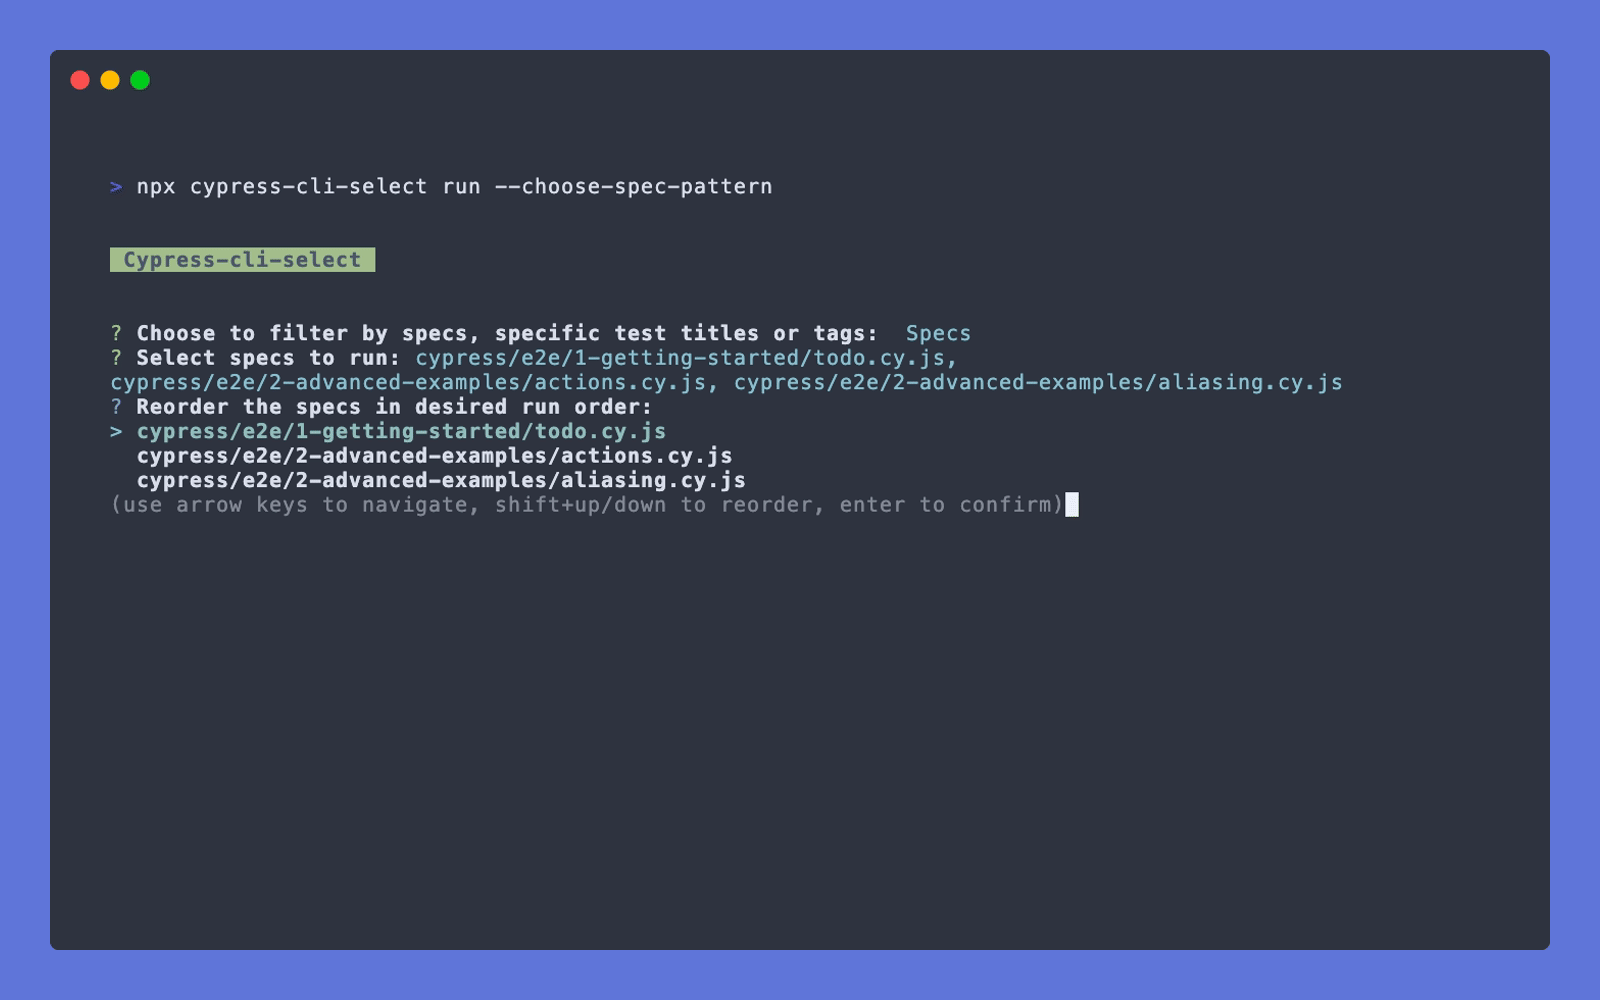 > npx cypress-cli-select run --choose-spec-pattern
Cypress-cli-select
? Choose to filter by specs, specific test titles or tags:  Specs
? Select specs to run: cypress/e2e/1-getting-started/todo.cy.js,
cypress/e2e/2-advanced-examples/actions.cy.js, cypress/e2e/2-advanced-examples/aliasing.cy.js
? Reorder the specs in desired run order:
> cypress/e2e/1-getting-started/todo.cy.js
cypress/e2e/2-advanced-examples/actions.cy.js
cypress/e2e/2-advanced-examples/aliasing.cy.js
(use arrow keys to navigate, shift+up/down to reorder, enter to confirm)